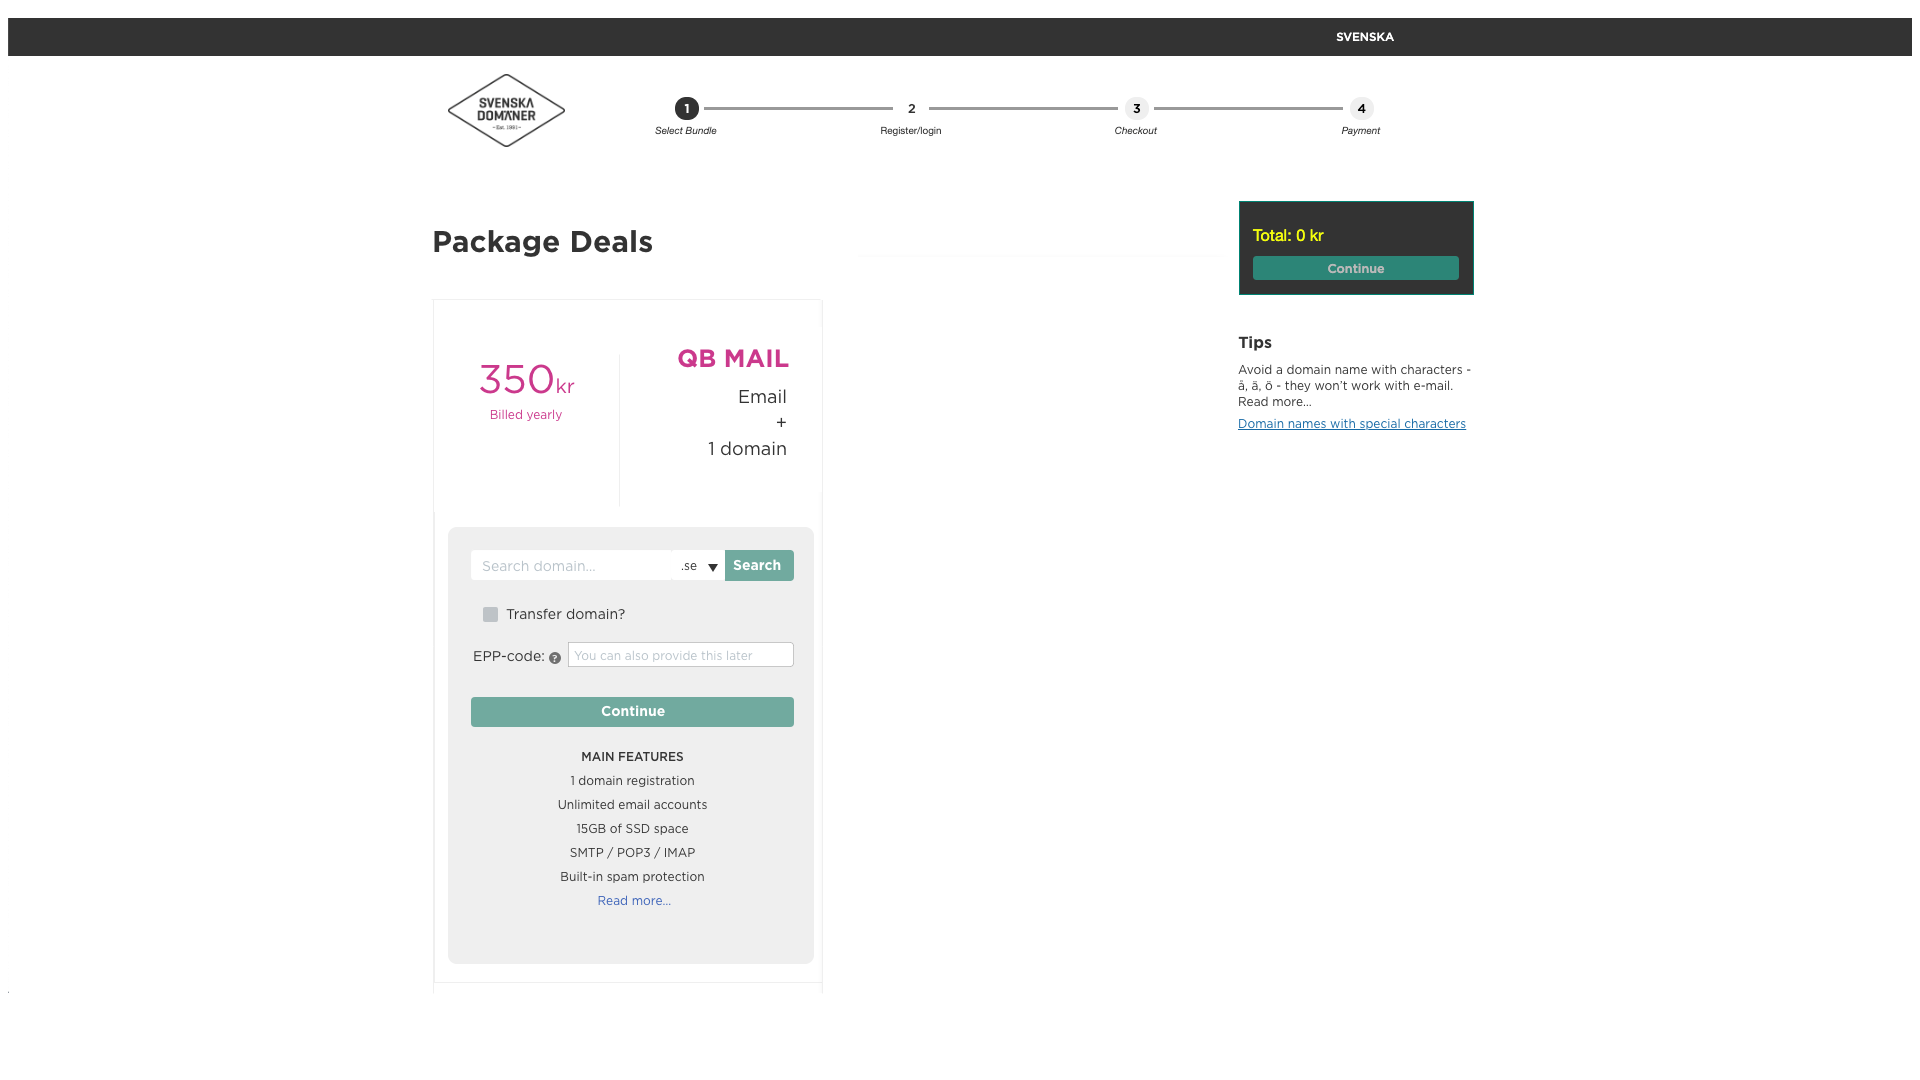 SVENSKA
SVENSKA
DOMÄNER
Est. 1981
1
2
3
4
Select Bundle
Register/login
Checkout
Payment
Package Deals
Total: 0 kr
Continue
350kr
Billed yearly
QB MAIL
Email
+
1 domain
Tips
Avoid a domain name with characters -
å, ä, ö - they won't work with e-mail.
Read more...
Domain names with special characters
Search domain...
.se
Search
Transfer domain?
EPP-code: ?
You can also provide this later
Continue
MAIN FEATURES
1 domain registration
Unlimited email accounts
15GB of SSD space
SMTP / POP3 / IMAP
Built-in spam protection
Read more...